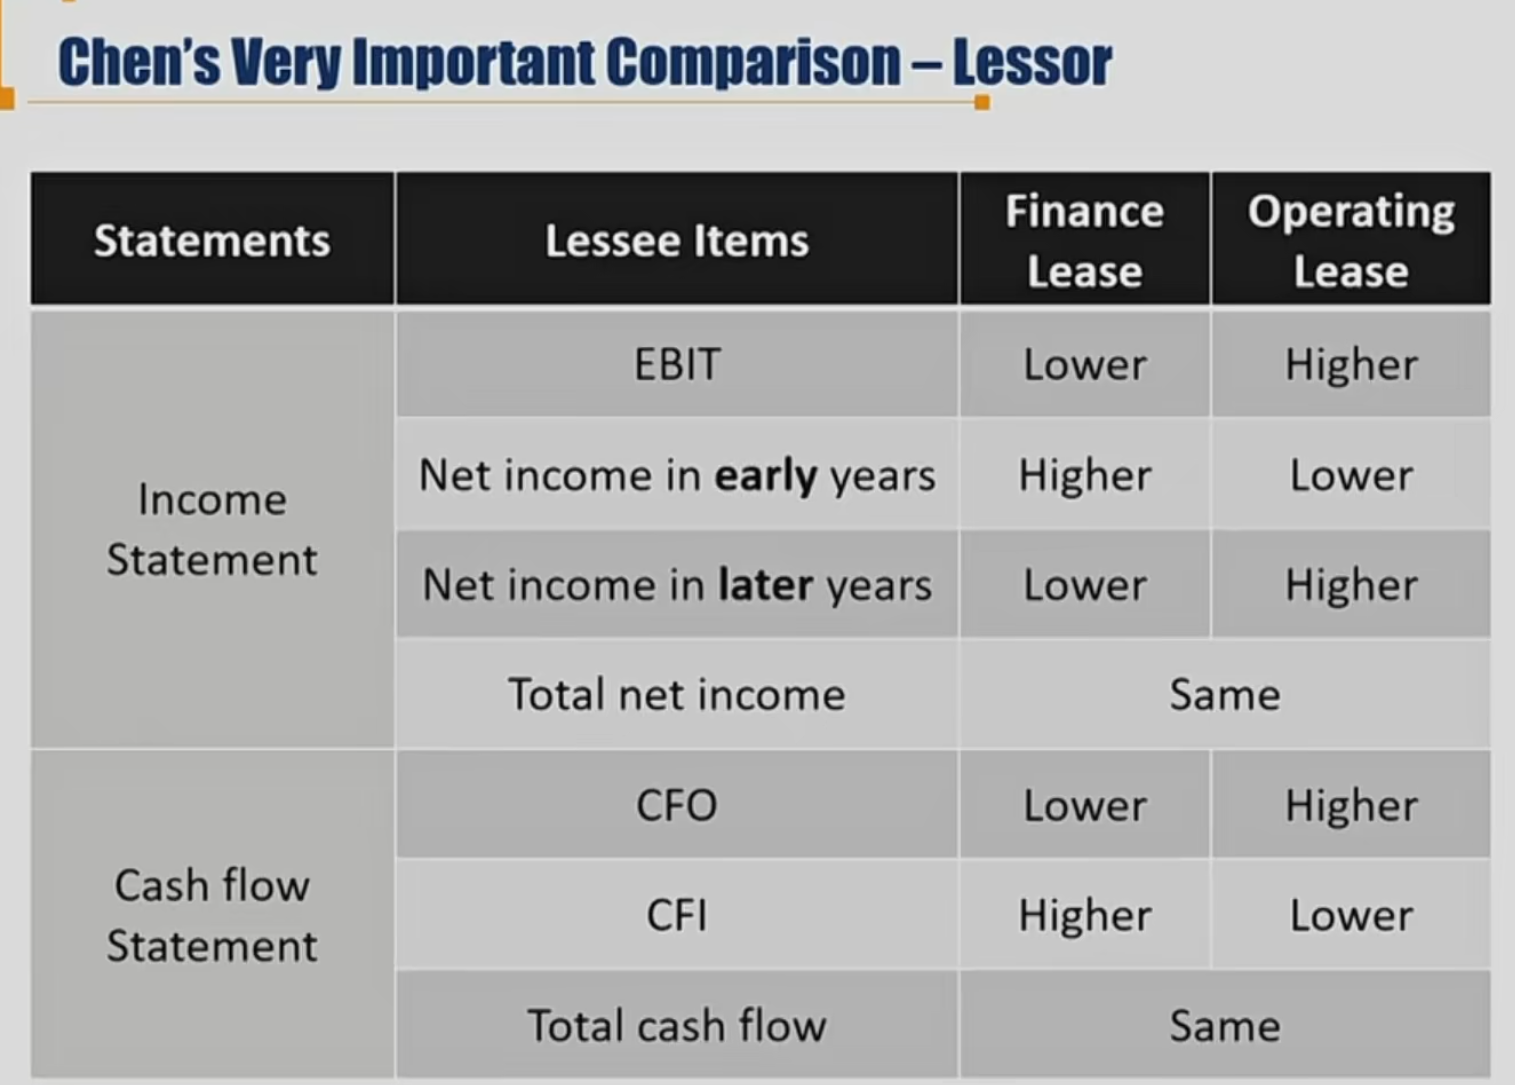 Chen's Very Important Comparison – Lessor
Statements
Lessee Items
Finance
Lease
Operating
Lease
Income
Statement
EBIT
Lower
Higher
Net income in early years
Higher
Lower
Net income in later years
Lower
Higher
Total net income
Same
Cash flow
Statement
CFO
Lower
Higher
CFI
Higher
Lower
Total cash flow
Same